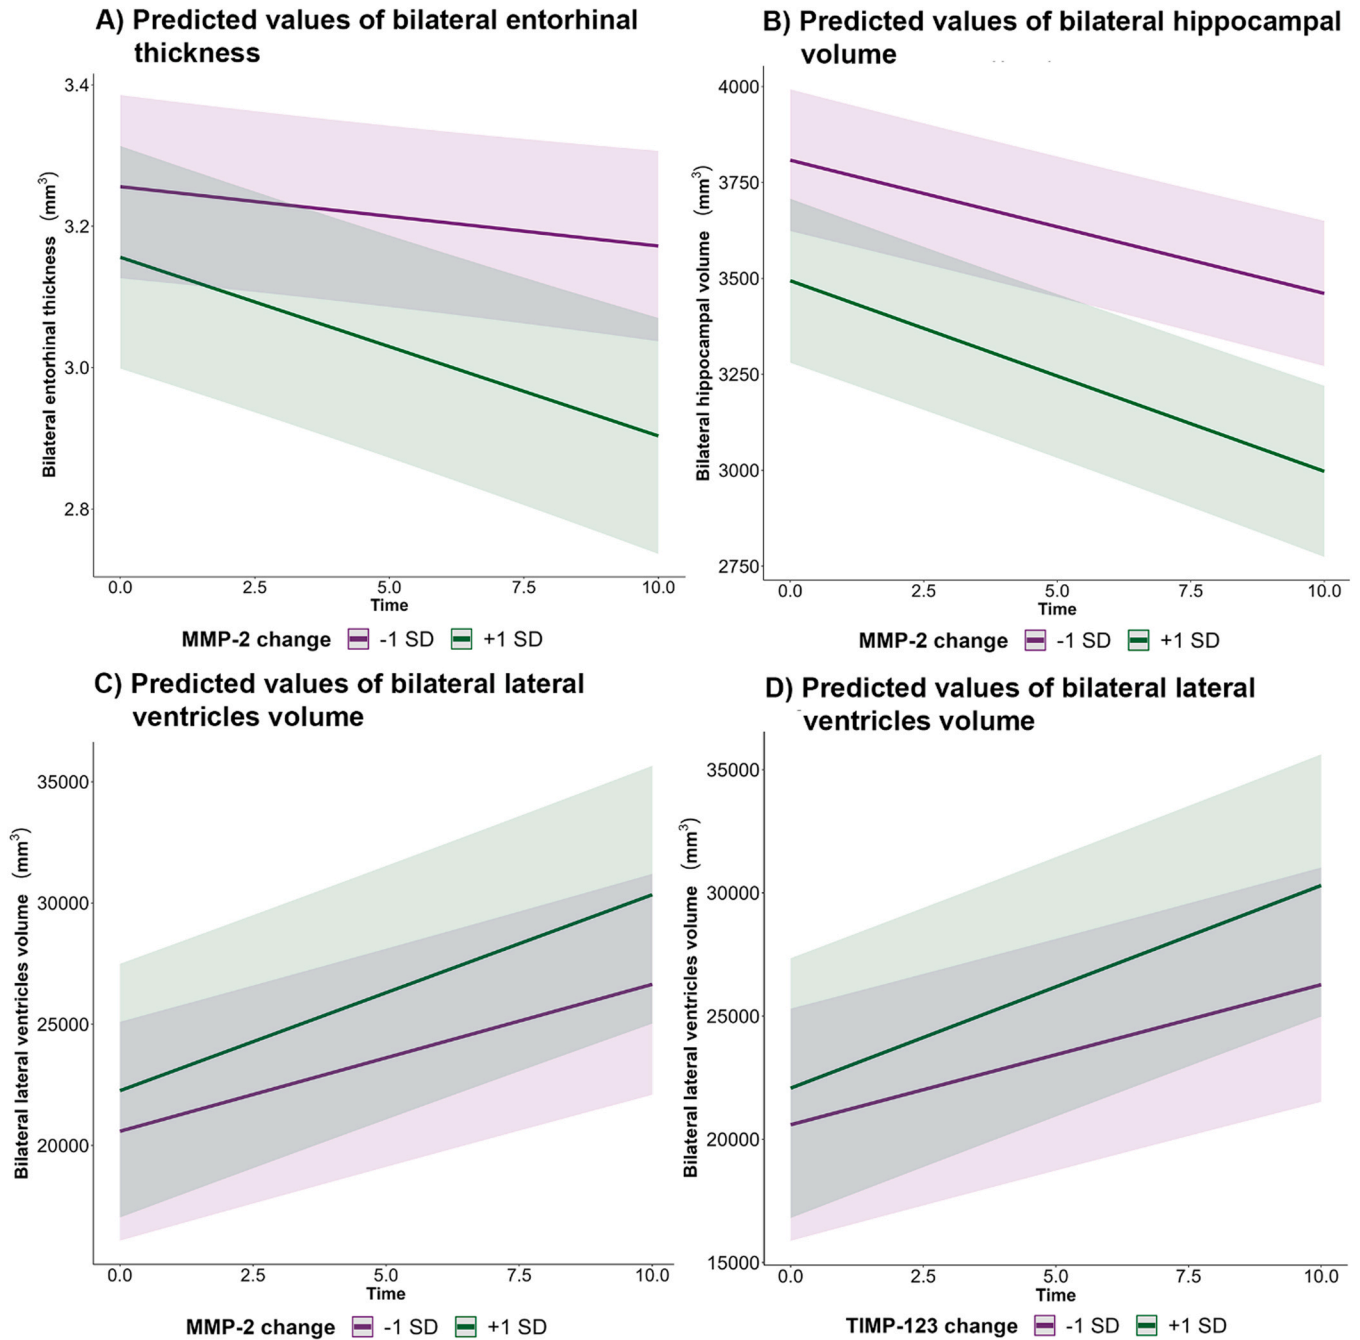 A) Predicted values of bilateral entorhinal
thickness
Bilateral entorhinal thickness (mm³)
3.4
3.2
3.0
2.8
0.0 2.5 5.0 7.5 10.0
Time
MMP-2 change -1 SD +1 SD
B) Predicted values of bilateral hippocampal
volume
Bilateral hippocampal volume (mm³)
4000
3750
3500
3250
3000
2750
0.0 2.5 5.0 7.5 10.0
Time
MMP-2 change -1 SD +1 SD
C) Predicted values of bilateral lateral
ventricles volume
Bilateral lateral ventricles volume (mm³)
35000
30000
25000
20000
0.0 2.5 5.0 7.5 10.0
Time
MMP-2 change -1 SD +1 SD
D) Predicted values of bilateral lateral
ventricles volume
Bilateral lateral ventricles volume (mm³)
35000
30000
25000
20000
15000
0.0 2.5 5.0 7.5 10.0
Time
TIMP-123 change -1 SD +1 SD